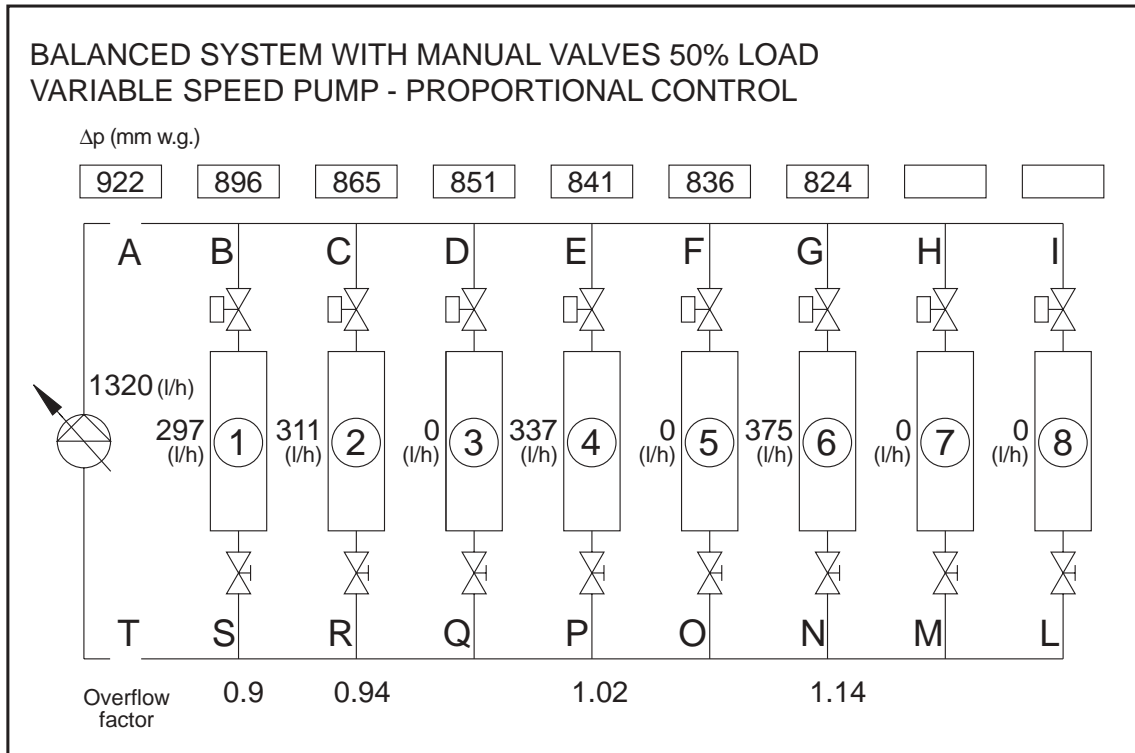 BALANCED SYSTEM WITH MANUAL VALVES 50% LOAD
VARIABLE SPEED PUMP - PROPORTIONAL CONTROL
Δp (mm w.g.)
922 896 865 851 841 836 824
A B C D E F G H I
1320 (l/h)
297 (l/h) 1 311 (l/h) 2 0 (l/h) 3 337 (l/h) 4 0 (l/h) 5 375 (l/h) 6 0 (l/h) 7 0 (l/h) 8
T S R Q P O N M L
Overflow factor 0.9 0.94 1.02 1.14